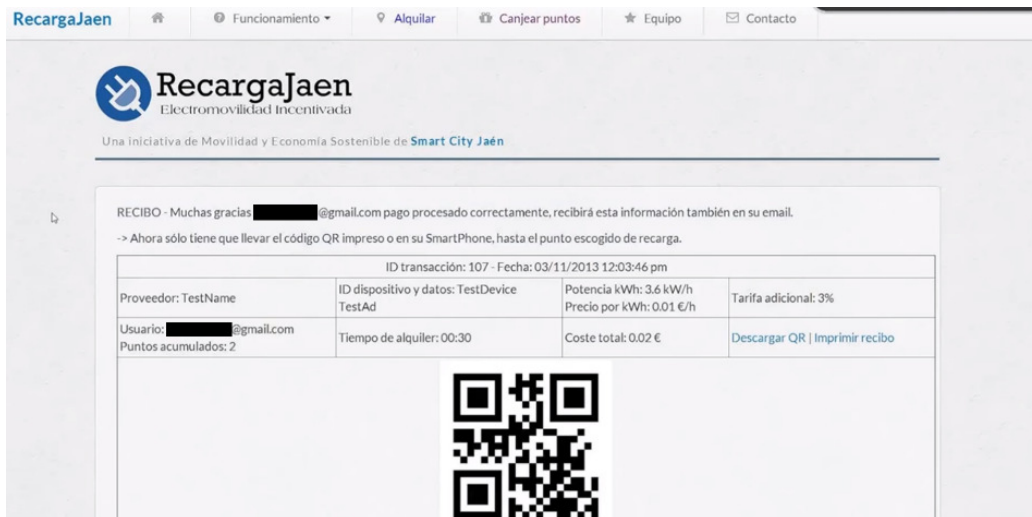 RecargaJaen Funcionamiento Alquilar Canjear puntos Equipo Contacto
RecargaJaen
Electromovilidad Incentivada
Una iniciativa de Movilidad y Economía Sostenible de Smart City Jaén
RECIBO - Muchas gracias @gmail.com pago procesado correctamente, recibirá esta información también en su email.
-> Ahora sólo tiene que llevar el código QR impreso o en su SmartPhone, hasta el punto escogido de recarga.
ID transacción: 107 - Fecha: 03/11/2013 12:03:46 pm
Proveedor: TestName
ID dispositivo y datos: TestDevice
TestAd
Potencia kWh: 3.6 kW/h
Precio por kWh: 0.01 €/h
Tarifa adicional: 3%
Usuario: @gmail.com
Puntos acumulados: 2
Tiempo de alquiler: 00:30
Coste total: 0.02 €
Descargar QR | Imprimir recibo